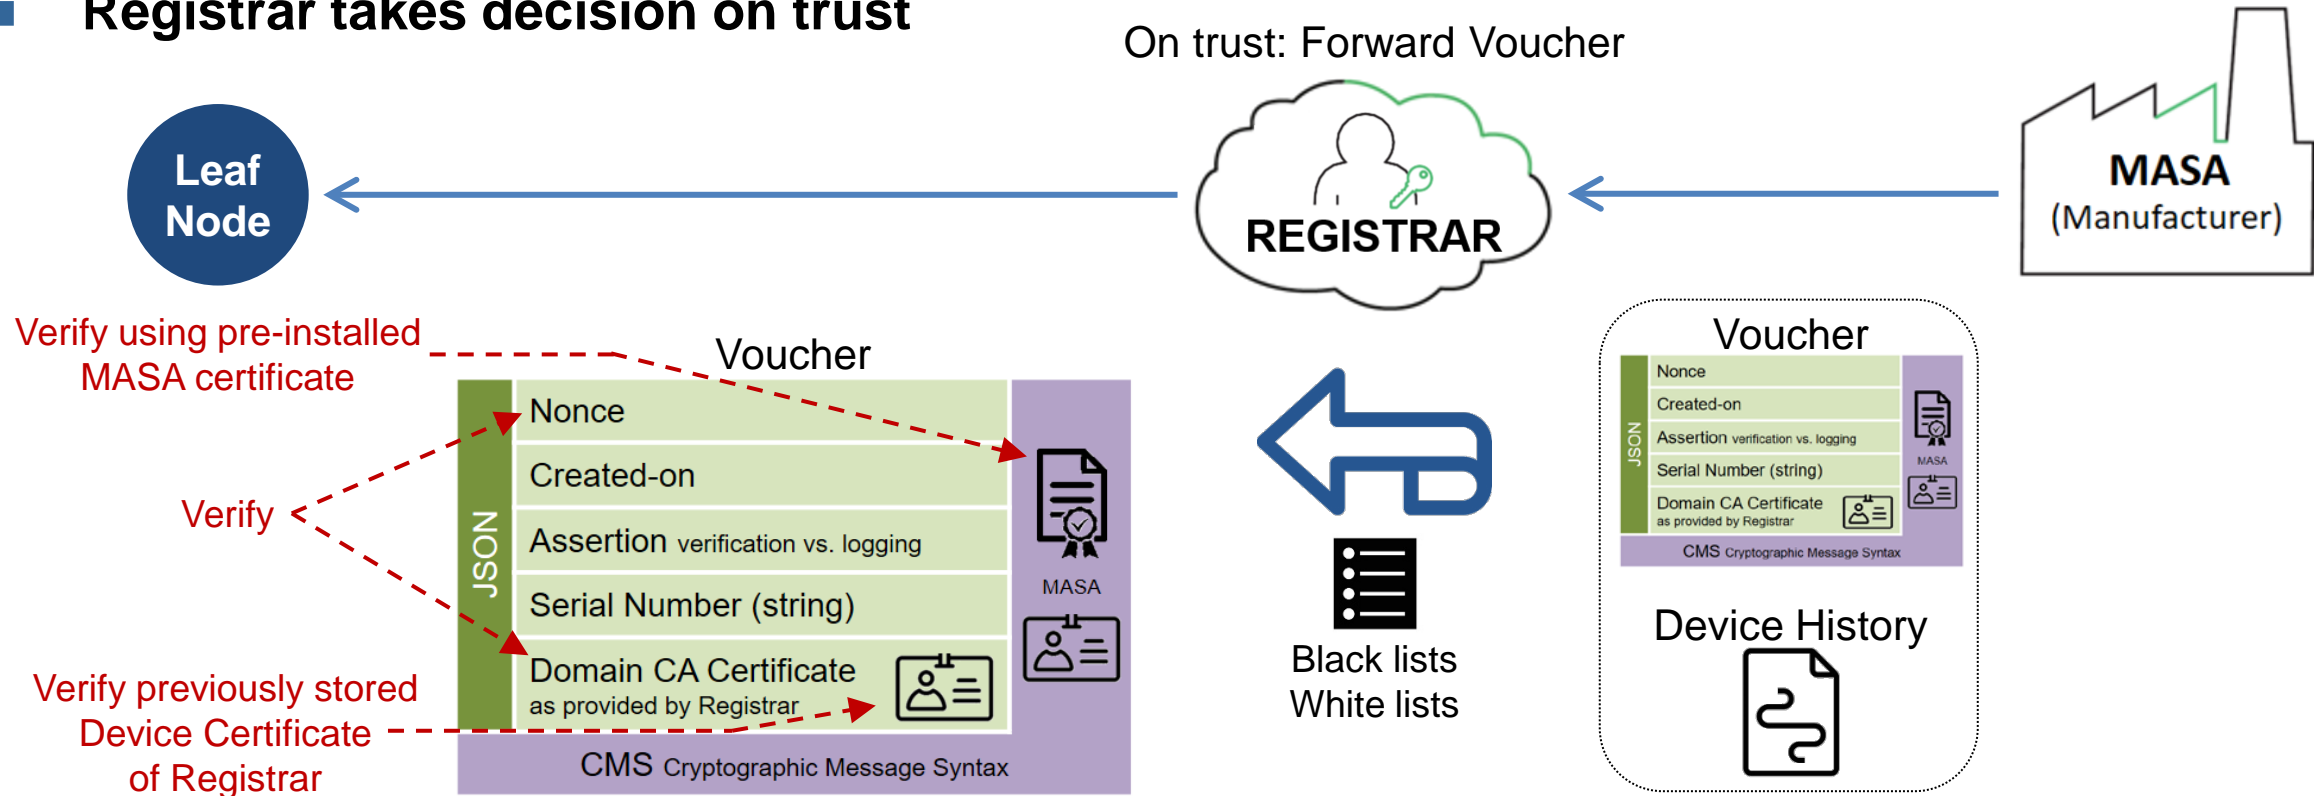 Registrar takes decision on trust
On trust: Forward Voucher
Leaf
Node
REGISTRAR
MASA
(Manufacturer)
Verify using pre-installed
MASA certificate
Verify
Verify previously stored
Device Certificate
of Registrar
Voucher
JSON
Nonce
Created-on
Assertion verification vs. logging
Serial Number (string)
Domain CA Certificate
as provided by Registrar
MASA
CMS Cryptographic Message Syntax
Black lists
White lists
Voucher
JSON
Nonce
Created-on
Assertion verification vs. logging
Serial Number (string)
Domain CA Certificate
as provided by Registrar
MASA
CMS Cryptographic Message Syntax
Device History